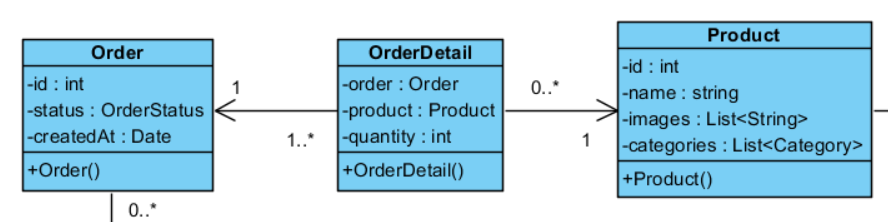 Order
-id : int
-status : OrderStatus
-createdAt : Date
+Order()
0..*
1
1..*
OrderDetail
-order : Order
-product : Product
-quantity : int
+OrderDetail()
0..*
1
Product
-id : int
-name : string
-images : List<String>
-categories : List<Category>
+Product()